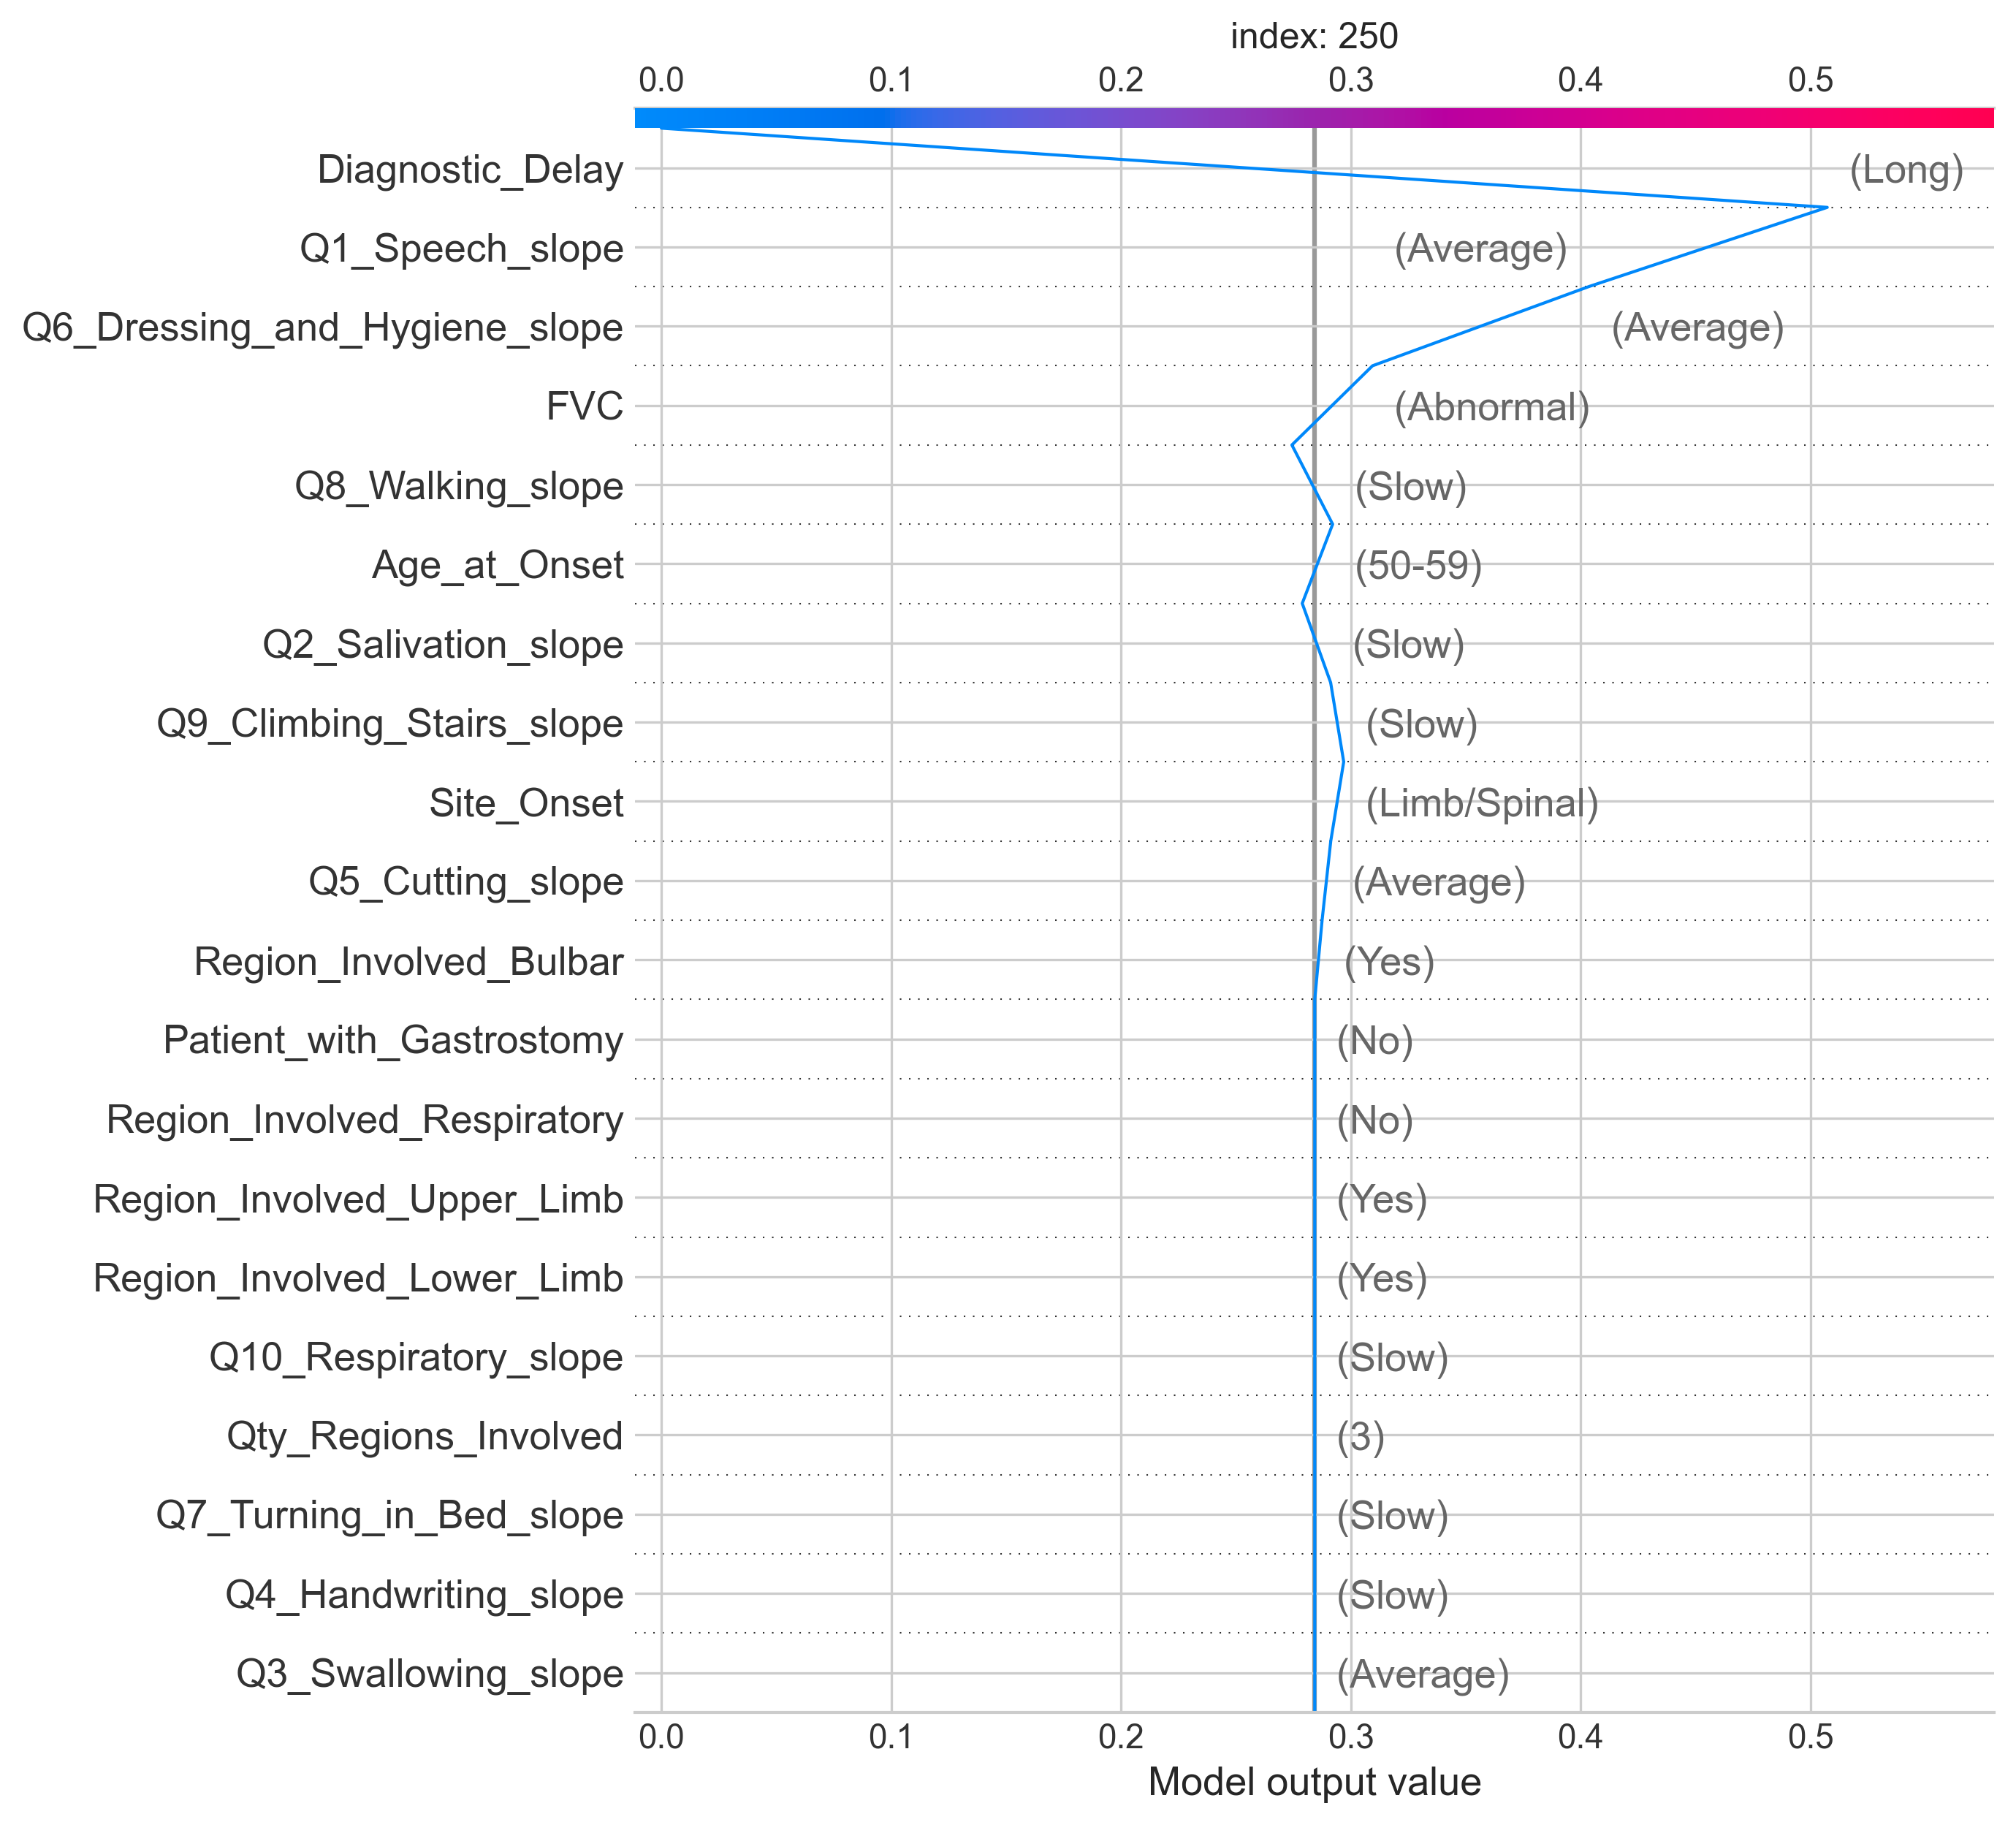 index: 250
0.0 0.1 0.2 0.3 0.4 0.5
Diagnostic_Delay (Long)
Q1_Speech_slope (Average)
Q6_Dressing_and_Hygiene_slope (Average)
FVC (Abnormal)
Q8_Walking_slope (Slow)
Age_at_Onset (50-59)
Q2_Salivation_slope (Slow)
Q9_Climbing_Stairs_slope (Slow)
Site_Onset (Limb/Spinal)
Q5_Cutting_slope (Average)
Region_Involved_Bulbar (Yes)
Patient_with_Gastrostomy (No)
Region_Involved_Respiratory (No)
Region_Involved_Upper_Limb (Yes)
Region_Involved_Lower_Limb (Yes)
Q10_Respiratory_slope (Slow)
Qty_Regions_Involved (3)
Q7_Turning_in_Bed_slope (Slow)
Q4_Handwriting_slope (Slow)
Q3_Swallowing_slope (Average)
0.0 0.1 0.2 0.3 0.4 0.5
Model output value